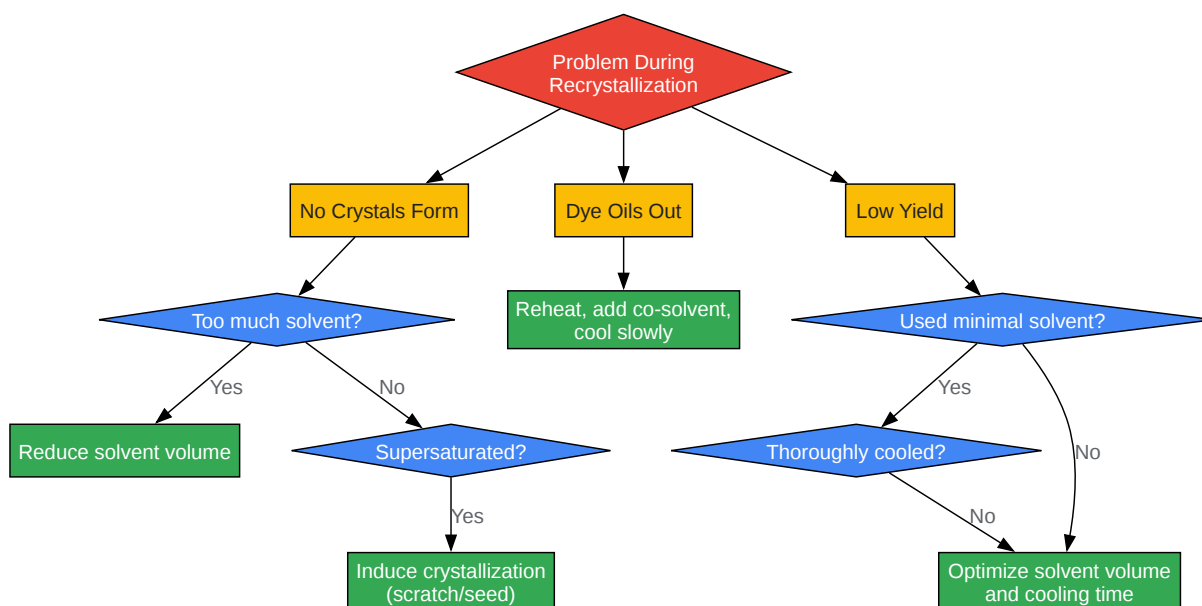 Problem During
Recrystallization
No Crystals Form
Dye Oils Out
Low Yield
Too much solvent?
Reheat, add co-solvent,
cool slowly
Used minimal solvent?
Yes
No
Yes
No
Reduce solvent volume
Supersaturated?
Thoroughly cooled?
Yes
No
Induce crystallization
(scratch/seed)
Optimize solvent volume
and cooling time